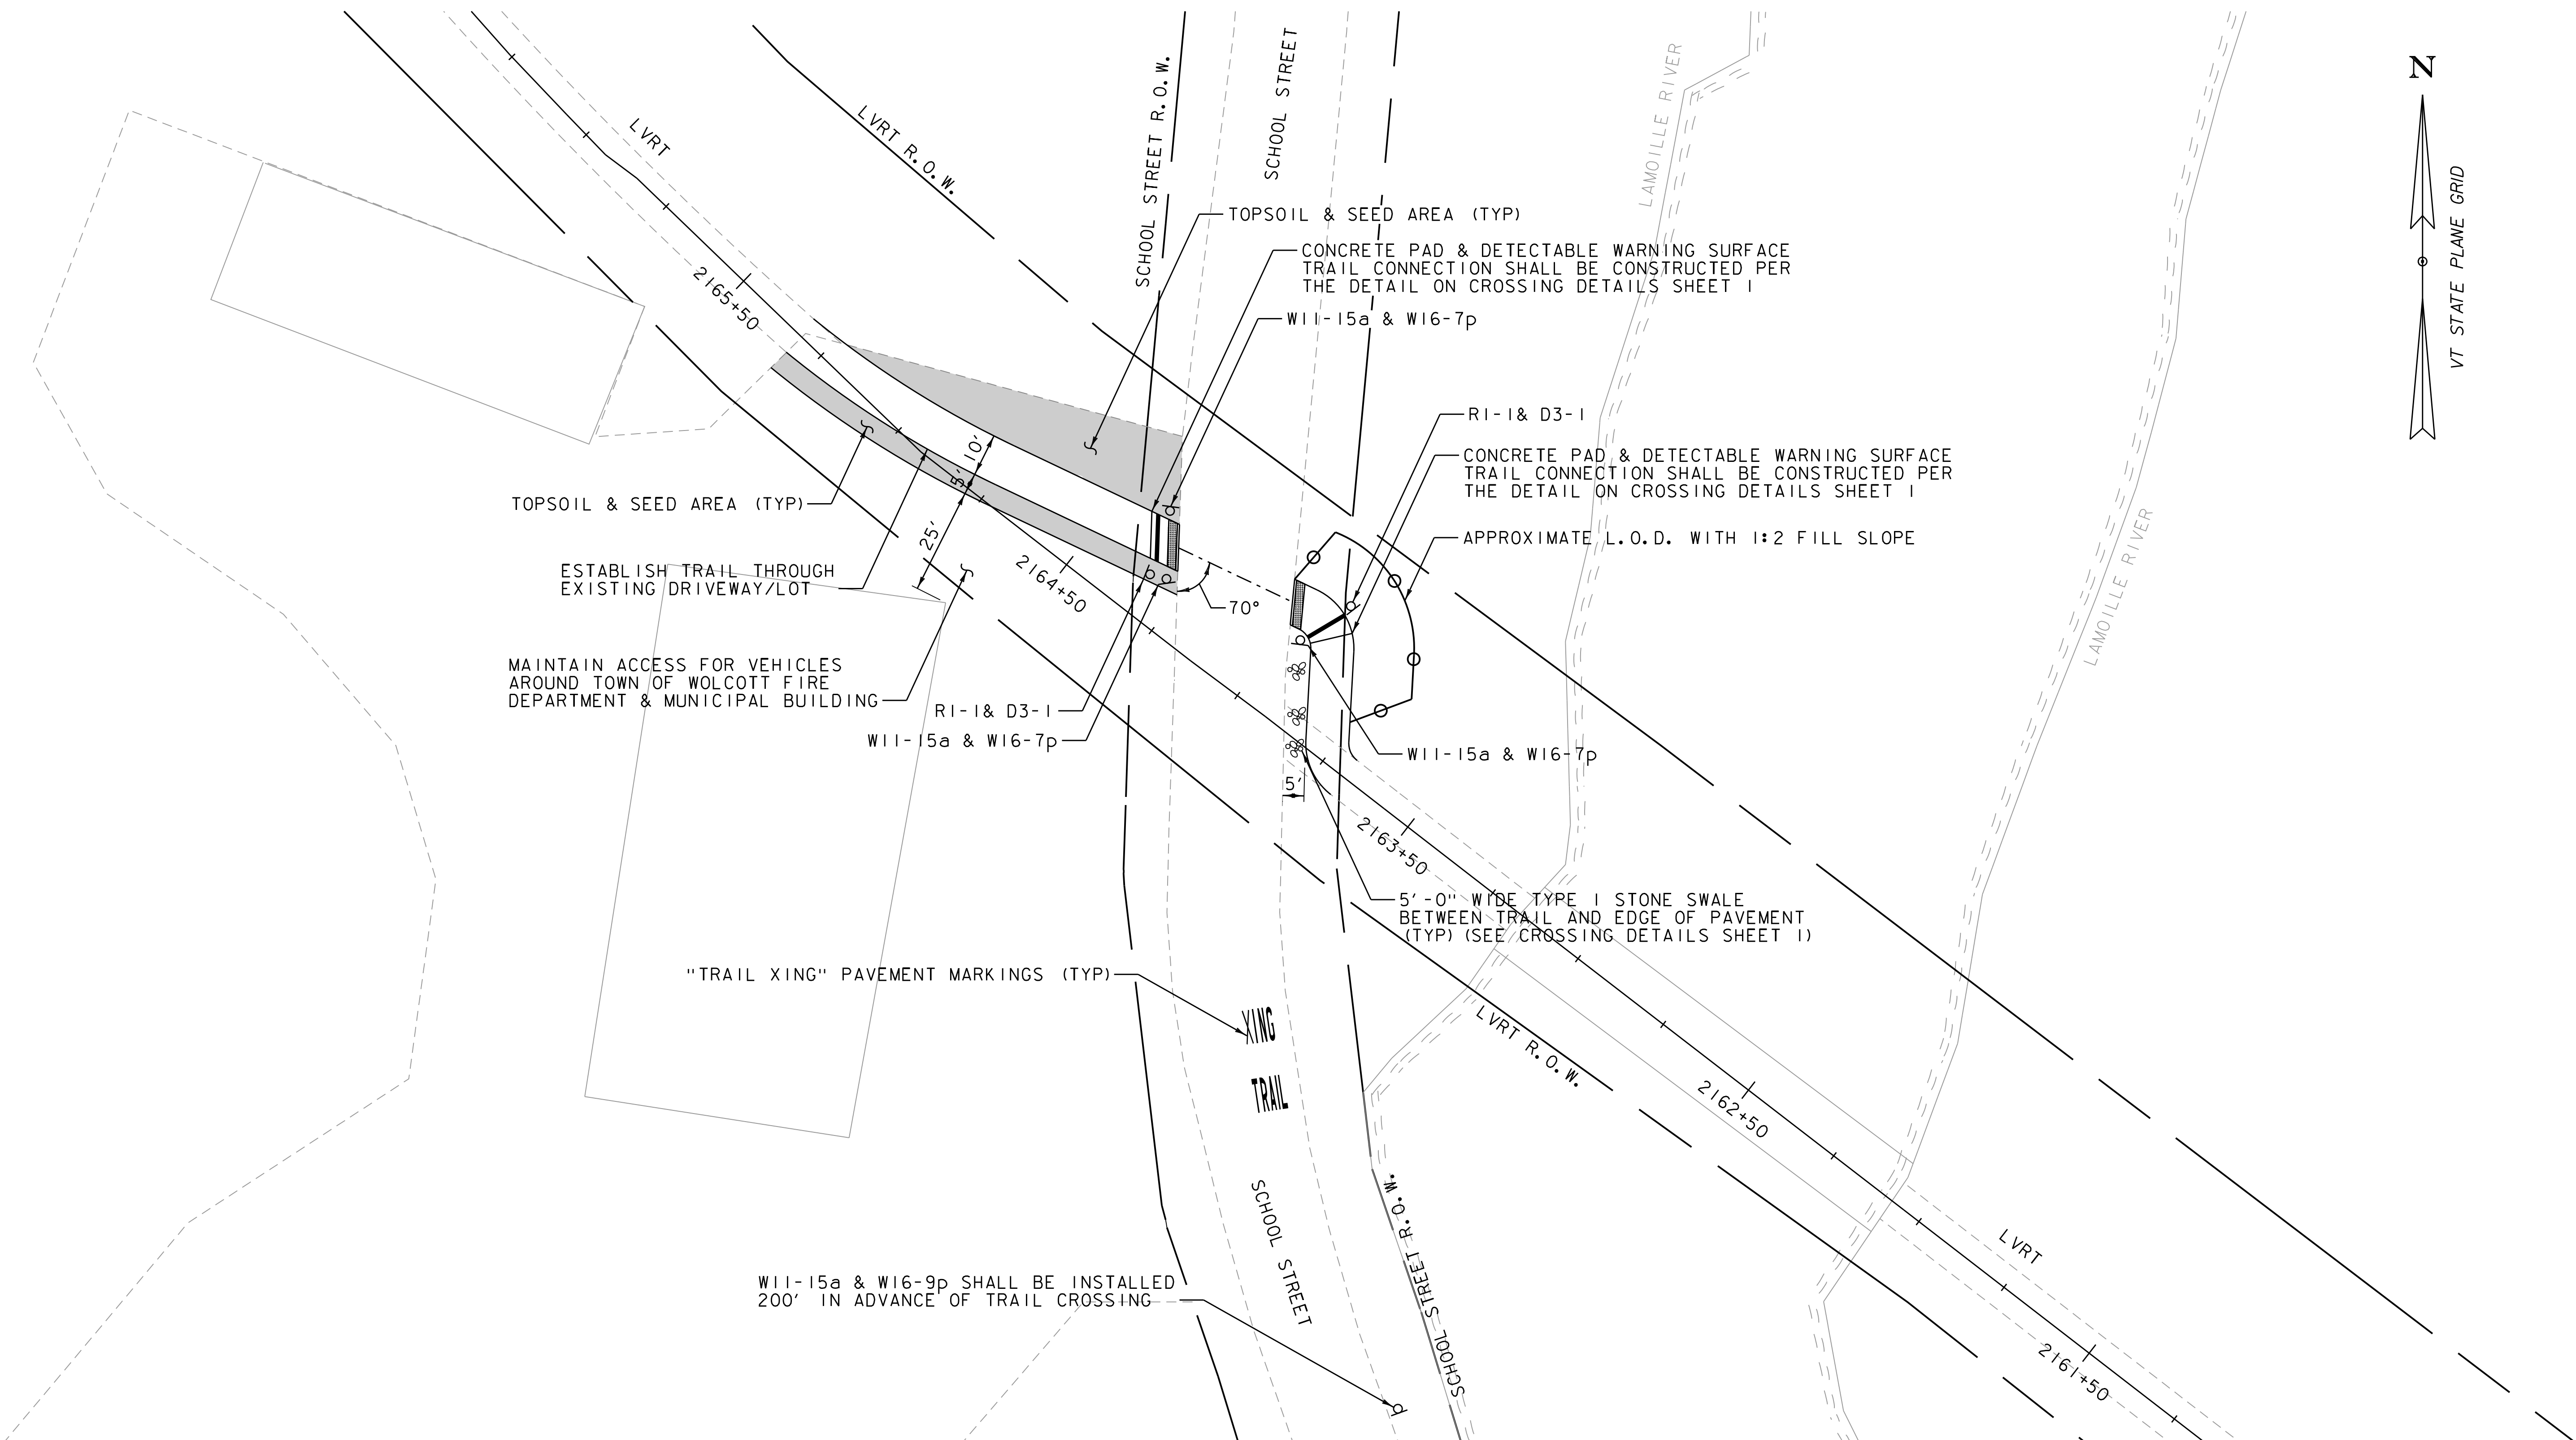 N
VT STATE PLANE GRID
LVRT
LVRT R.O.W.
SCHOOL STREET R.O.W.
SCHOOL STREET
LAMOILLE RIVER
TOPSOIL & SEED AREA (TYP)
CONCRETE PAD & DETECTABLE WARNING SURFACE
TRAIL CONNECTION SHALL BE CONSTRUCTED PER
THE DETAIL ON CROSSING DETAILS SHEET 1
W11-15a & W16-7p
2165+50
R1-1& D3-1
CONCRETE PAD & DETECTABLE WARNING SURFACE
TRAIL CONNECTION SHALL BE CONSTRUCTED PER
THE DETAIL ON CROSSING DETAILS SHEET 1
APPROXIMATE L.O.D. WITH 1:2 FILL SLOPE
10'
5'
25'
TOPSOIL & SEED AREA (TYP)
ESTABLISH TRAIL THROUGH
EXISTING DRIVEWAY/LOT
2164+50
70°
LAMOILLE RIVER
MAINTAIN ACCESS FOR VEHICLES
AROUND TOWN OF WOLCOTT FIRE
DEPARTMENT & MUNICIPAL BUILDING
R1-1& D3-1
W11-15a & W16-7p
W11-15a & W16-7p
5'
2163+50
5'-0" WIDE TYPE 1 STONE SWALE
BETWEEN TRAIL AND EDGE OF PAVEMENT
(TYP) (SEE CROSSING DETAILS SHEET 1)
"TRAIL XING" PAVEMENT MARKINGS (TYP)
XING
TRAIL
LVRT R.O.W.
2162+50
SCHOOL STREET
SCHOOL STREET R.O.W.
LVRT
W11-15a & W16-9p SHALL BE INSTALLED
200' IN ADVANCE OF TRAIL CROSSING
2161+50